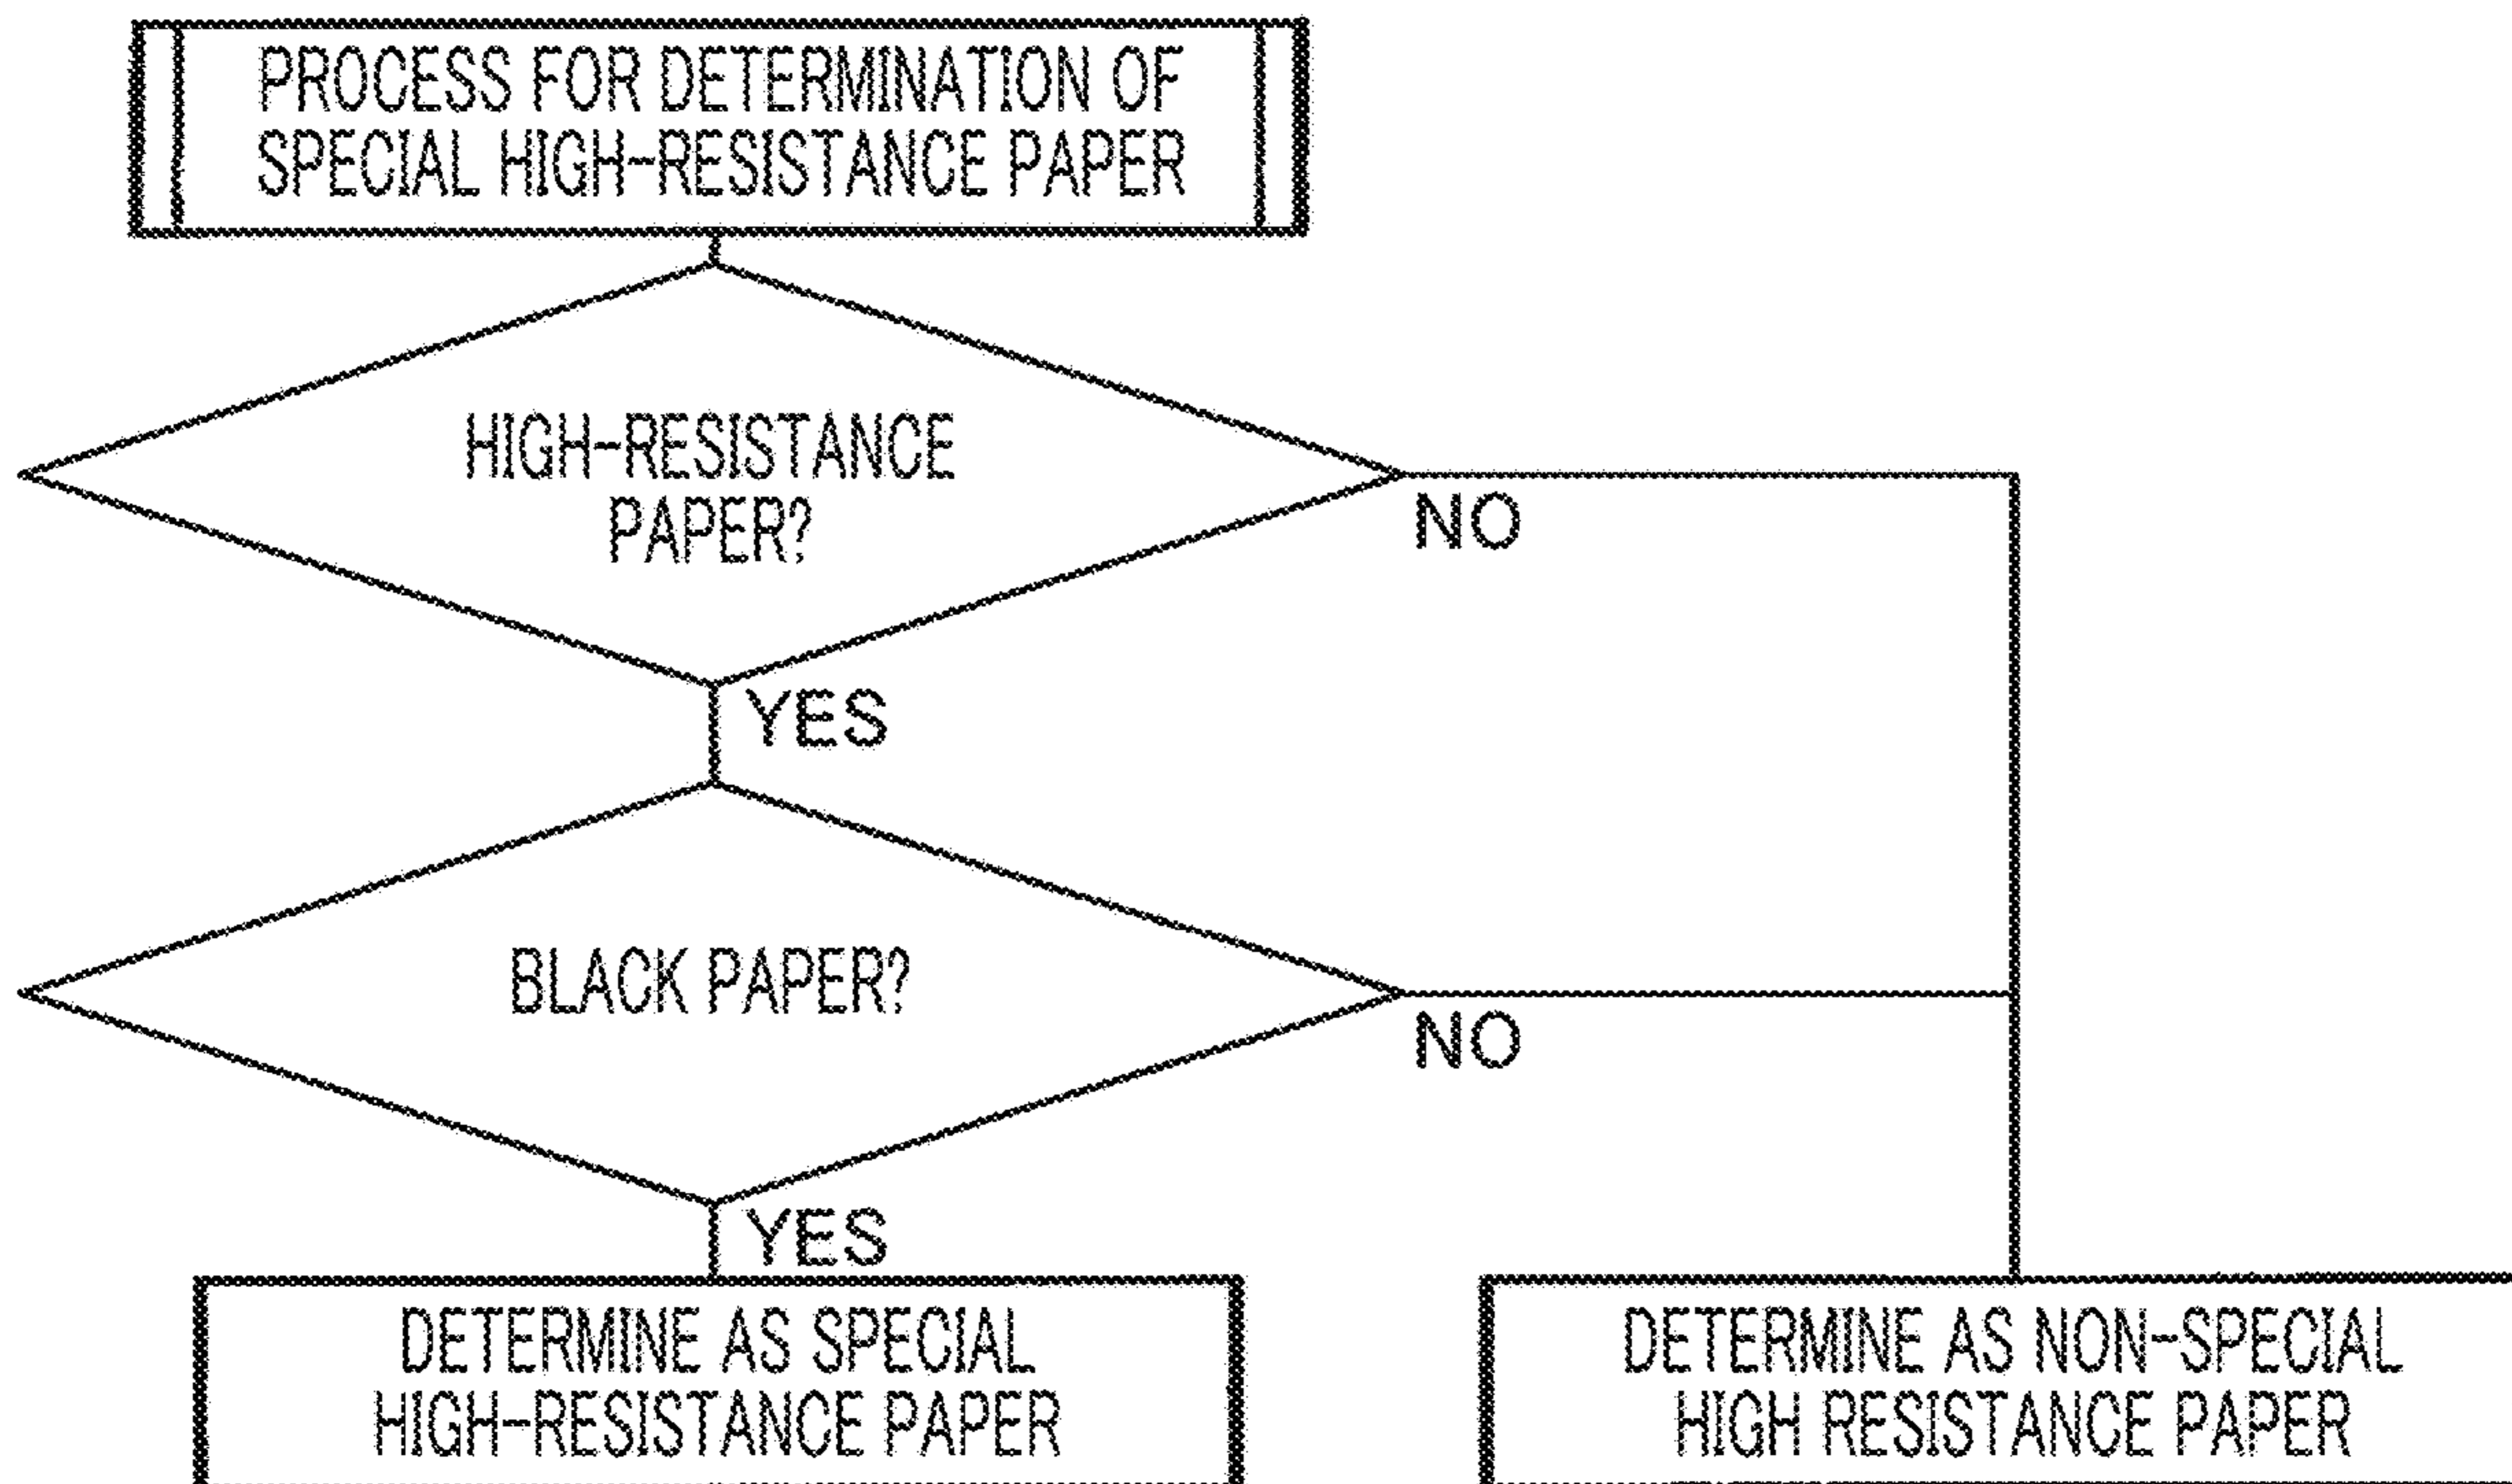 PROCESS FOR DETERMINATION OF
SPECIAL HIGH-RESISTANCE PAPER
HIGH-RESISTANCE
PAPER?
NO
YES
BLACK PAPER?
NO
YES
DETERMINE AS SPECIAL
HIGH-RESISTANCE PAPER
DETERMINE AS NON-SPECIAL
HIGH RESISTANCE PAPER